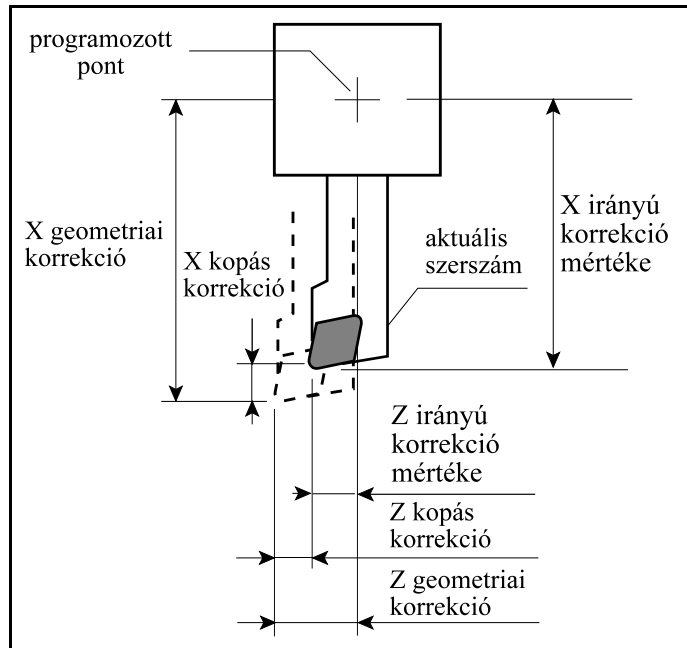 programozott
pont
X geometriai
korrekció
X kopás
korrekció
aktuális
szerszám
X irányú
korrekció
mértéke
Z irányú
korrekció
mértéke
Z kopás
korrekció
Z geometriai
korrekció